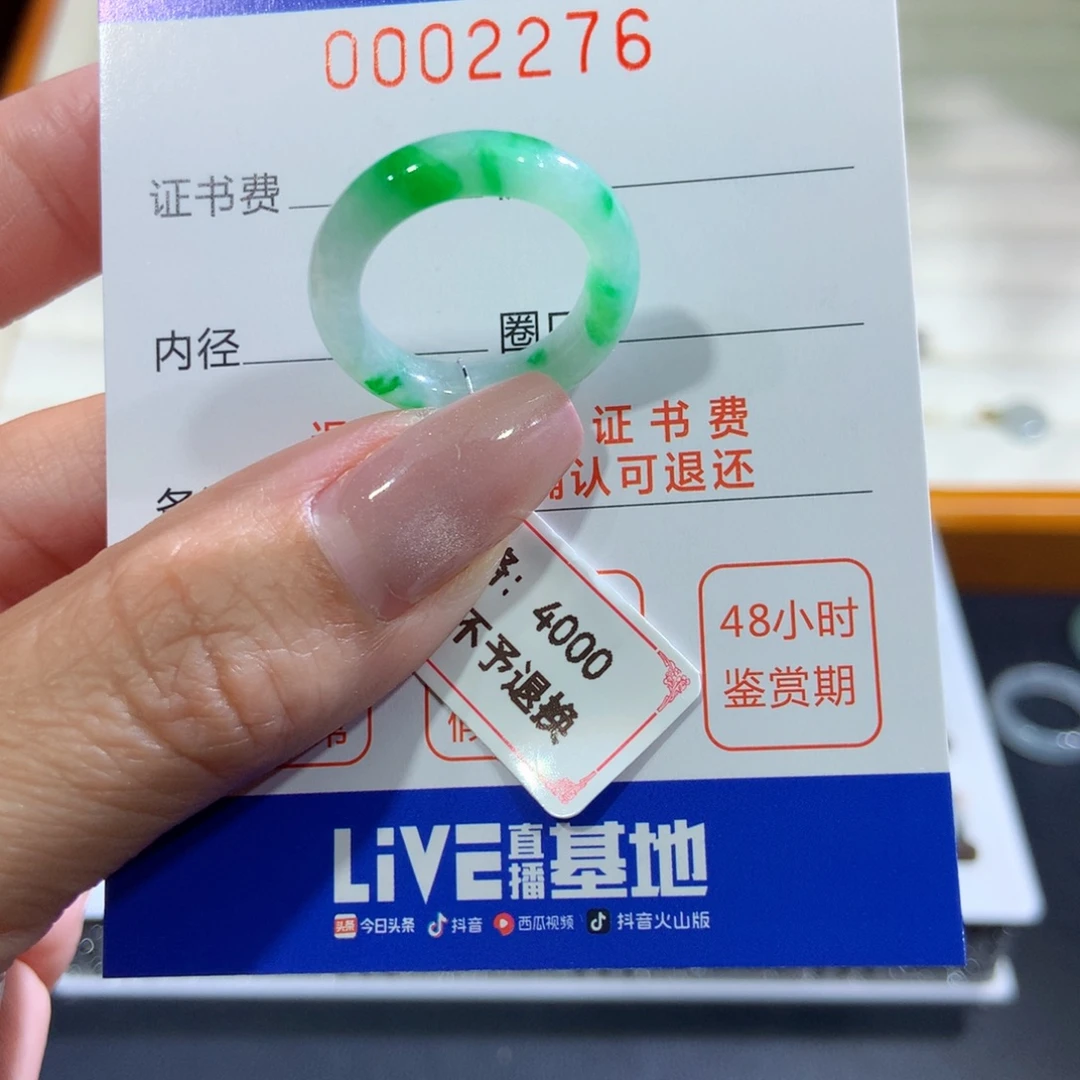 0002276
证书费
内径
圈
证书费
认可退还
4000
不予退换
48小时
鉴赏期
LiVE直播基地
头条 今日头条 抖音 西瓜视频 抖音火山版